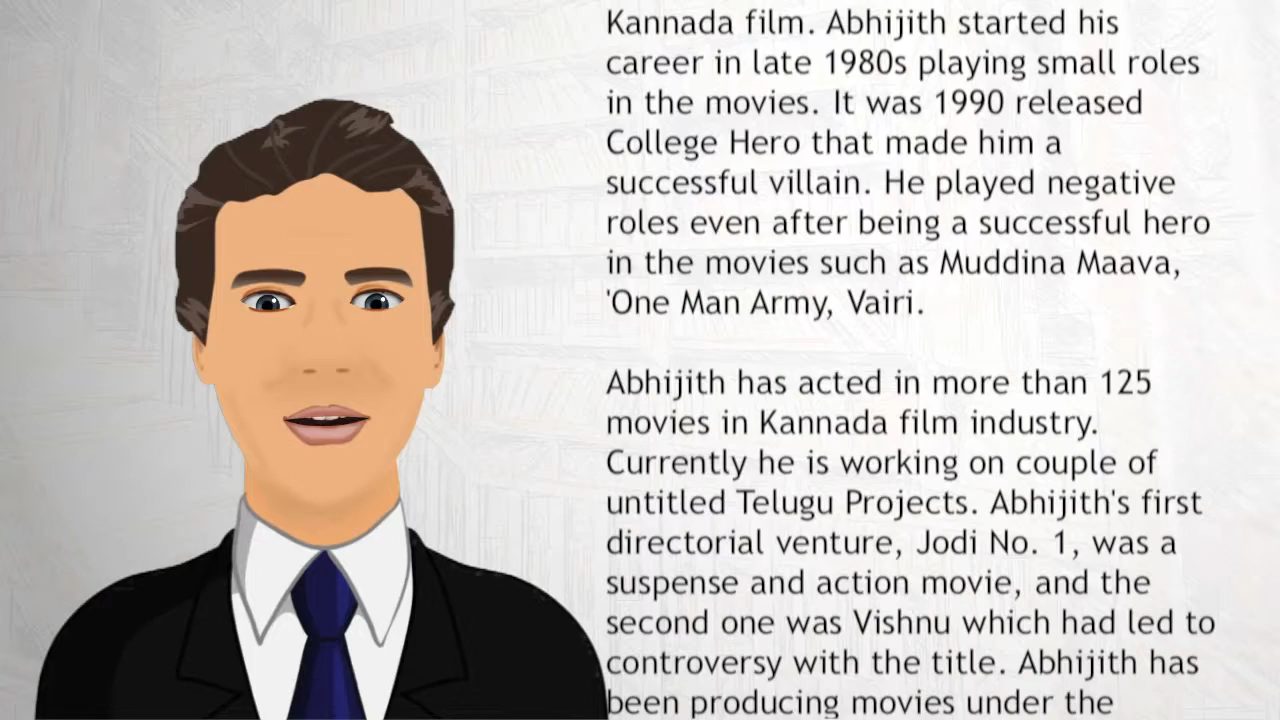 Kannada film. Abhijith started his
career in late 1980s playing small roles
in the movies. It was 1990 released
College Hero that made him a
successful villain. He played negative
roles even after being a successful hero
in the movies such as Muddina Maava,
'One Man Army, Vairi.
Abhijith has acted in more than 125
movies in Kannada film industry.
Currently he is working on couple of
untitled Telugu Projects. Abhijith's first
directorial venture, Jodi No. 1, was a
suspense and action movie, and the
second one was Vishnu which had led to
controversy with the title. Abhijith has
been producing movies under the